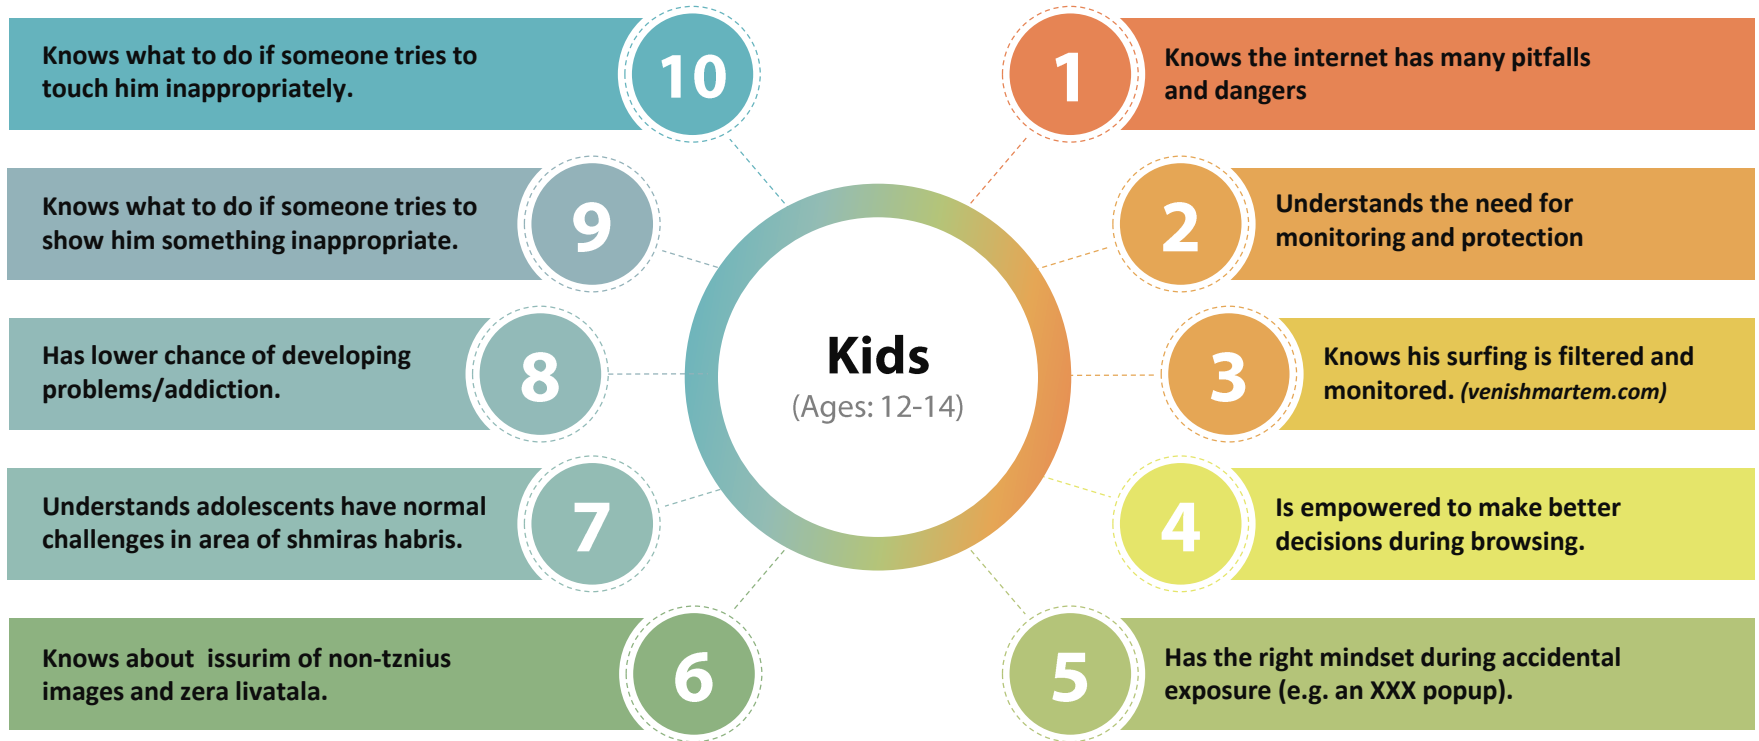 Kids
(Ages: 12-14)
1
Knows the internet has many pitfalls
and dangers
2
Understands the need for
monitoring and protection
3
Knows his surfing is filtered and
monitored. (venishmartem.com)
4
Is empowered to make better
decisions during browsing.
5
Has the right mindset during accidental
exposure (e.g. an XXX popup).
6
Knows about  issurim of non-tznius
images and zera livatala.
7
Understands adolescents have normal
challenges in area of shmiras habris.
8
Has lower chance of developing
problems/addiction.
9
Knows what to do if someone tries to
show him something inappropriate.
10
Knows what to do if someone tries to
touch him inappropriately.